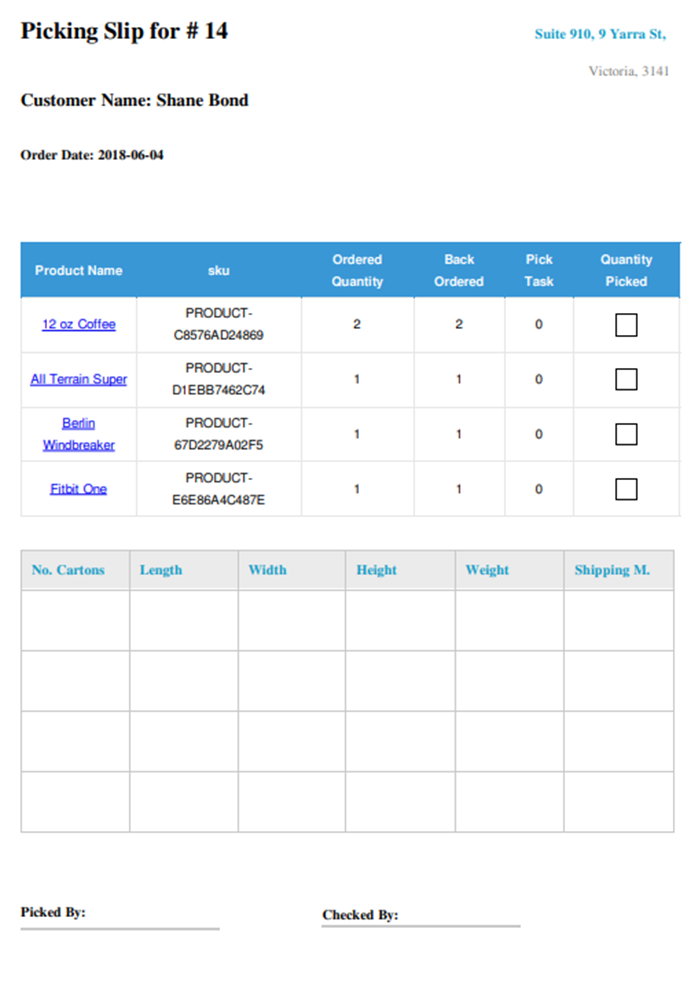 Picking Slip for # 14
Suite 910, 9 Yarra St,
Victoria, 3141
Customer Name: Shane Bond
Order Date: 2018-06-04
Product Name sku Ordered Quantity Back Ordered Pick Task Quantity Picked
12 oz Coffee PRODUCT-C8576AD24869 2 2 0
All Terrain Super PRODUCT-D1EBB7462C74 1 1 0
Berlin Windbreaker PRODUCT-67D2279A02F5 1 1 0
Fitbit One PRODUCT-E6E86A4C487E 1 1 0
No. Cartons Length Width Height Weight Shipping M.
Picked By:
Checked By: